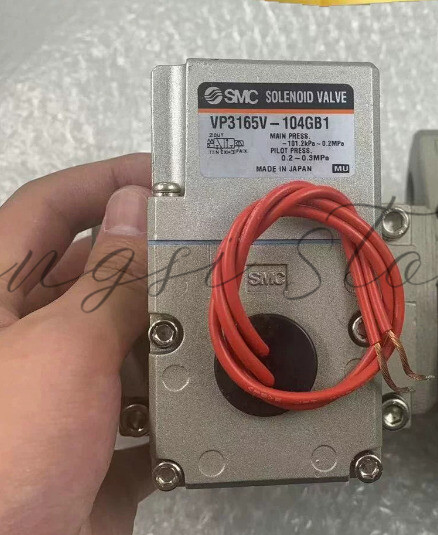 SMC SOLENOID VALVE
VP3165V-104GB1
MAIN PRESS.
-101.2kPa~0.2MPa
PILOT PRESS.
0.2~0.3MPa
MADE IN JAPAN MU
SMC